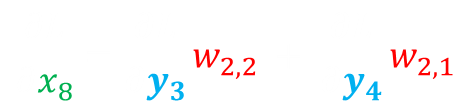 x₈ y₃ w₂,₂ y₄ w₂,₁